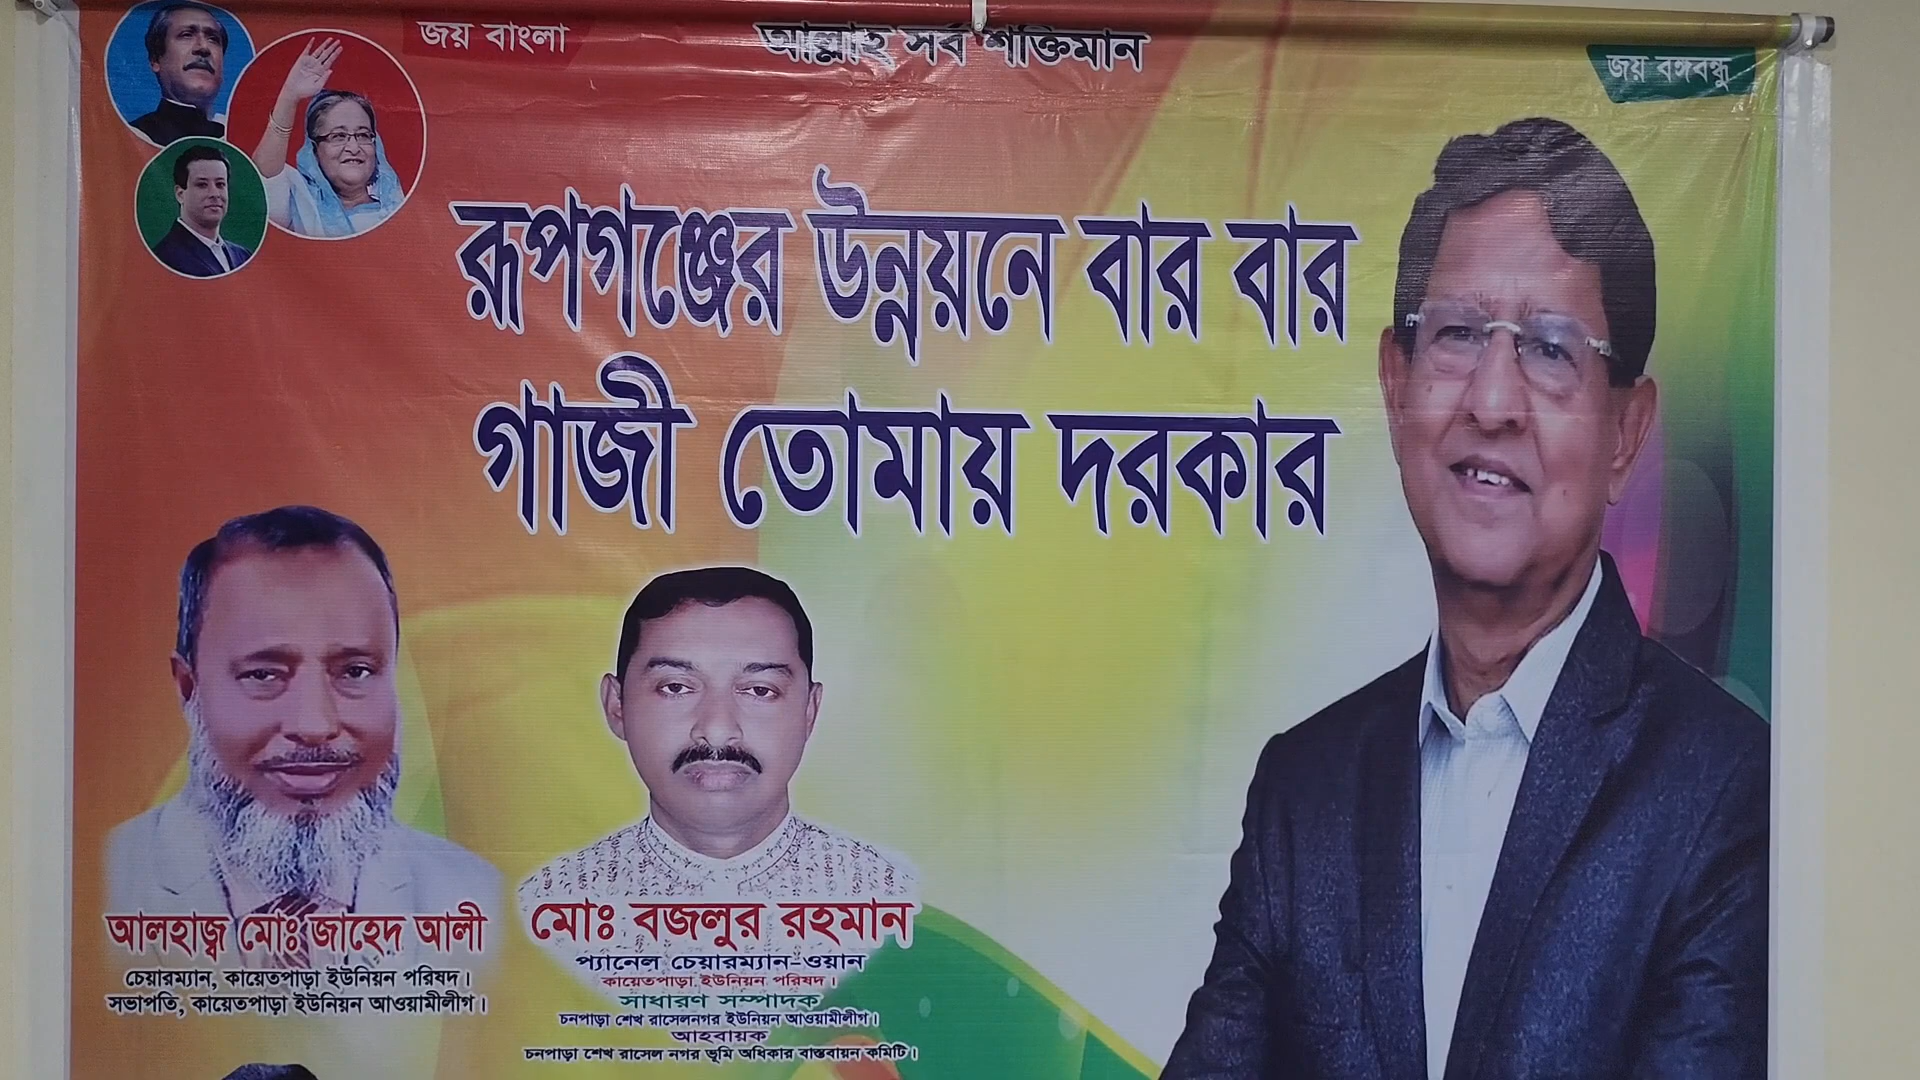 জয় বাংলা
আল্লাহু সর্ব শক্তিমান
জয় বঙ্গবন্ধু
রূপগঞ্জের উন্নয়নে বার বার
গাজী তোমায় দরকার
আলহাজ্ব মোঃ জাহেদ আলী
চেয়ারম্যান, কায়েতপাড়া ইউনিয়ন পরিষদ।
সভাপতি, কায়েতপাড়া ইউনিয়ন আওয়ামীলীগ।
মোঃ বজলুর রহমান
প্যানেল চেয়ারম্যান-ওয়ান
কায়েতপাড়া ইউনিয়ন পরিষদ।
সাধারণ সম্পাদক
চনপাড়া শেখ রাসেলনগর ইউনিয়ন আওয়ামীলীগ।
আহবায়ক
চনপাড়া শেখ রাসেল নগর ভূমি অধিকার বাস্তবায়ন কমিটি।